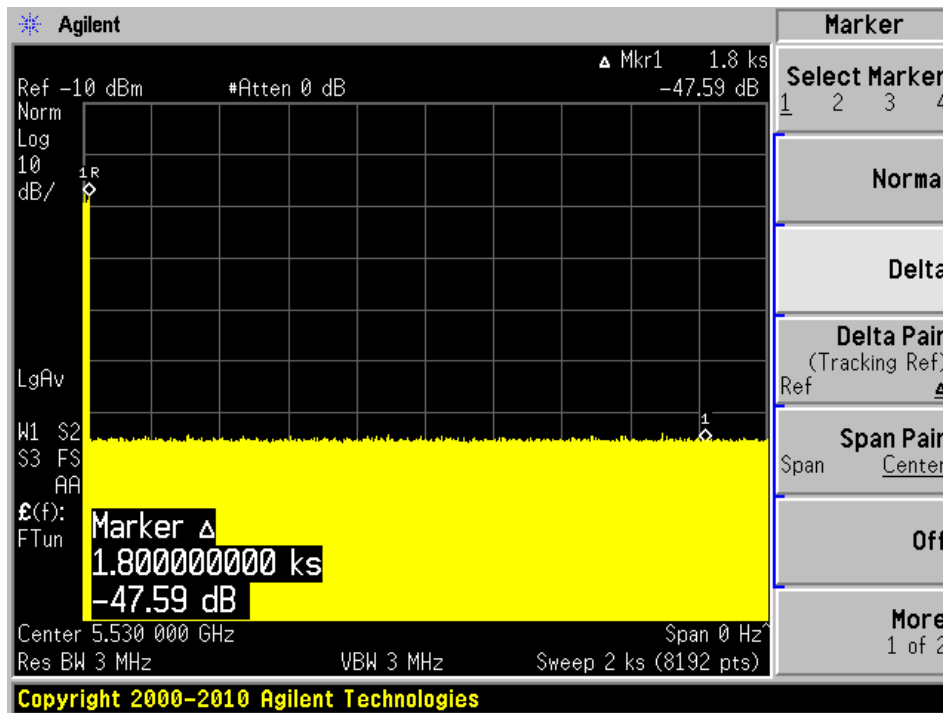 Agilent
Marker
Δ Mkr1 1.8 ks
Ref -10 dBm #Atten 0 dB -47.59 dB
Norm
Log
10
dB/
1R
LgAv
1
W1 S2
S3 FS
AA
£(f):
FTun
Marker Δ
1.800000000 ks
-47.59 dB
Center 5.530 000 GHz Span 0 Hz^
Res BW 3 MHz VBW 3 MHz Sweep 2 ks (8192 pts)
Copyright 2000-2010 Agilent Technologies
Select Marker
1 2 3 4
Norma
Delta
Delta Pair
(Tracking Ref)
Ref Δ
Span Pair
Span Center
Off
More
1 of 2